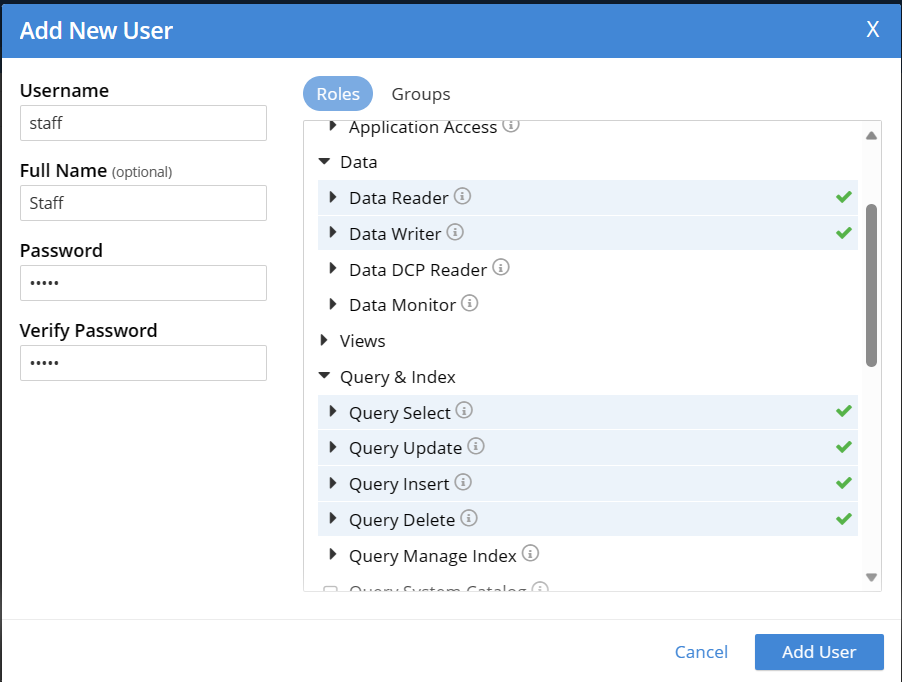 Add New User
X
Username
staff
Full Name (optional)
Staff
Password
•••••
Verify Password
•••••
Roles Groups
Application Access
Data
Data Reader
Data Writer
Data DCP Reader
Data Monitor
Views
Query & Index
Query Select
Query Update
Query Insert
Query Delete
Query Manage Index
Query System Catalog
Cancel
Add User